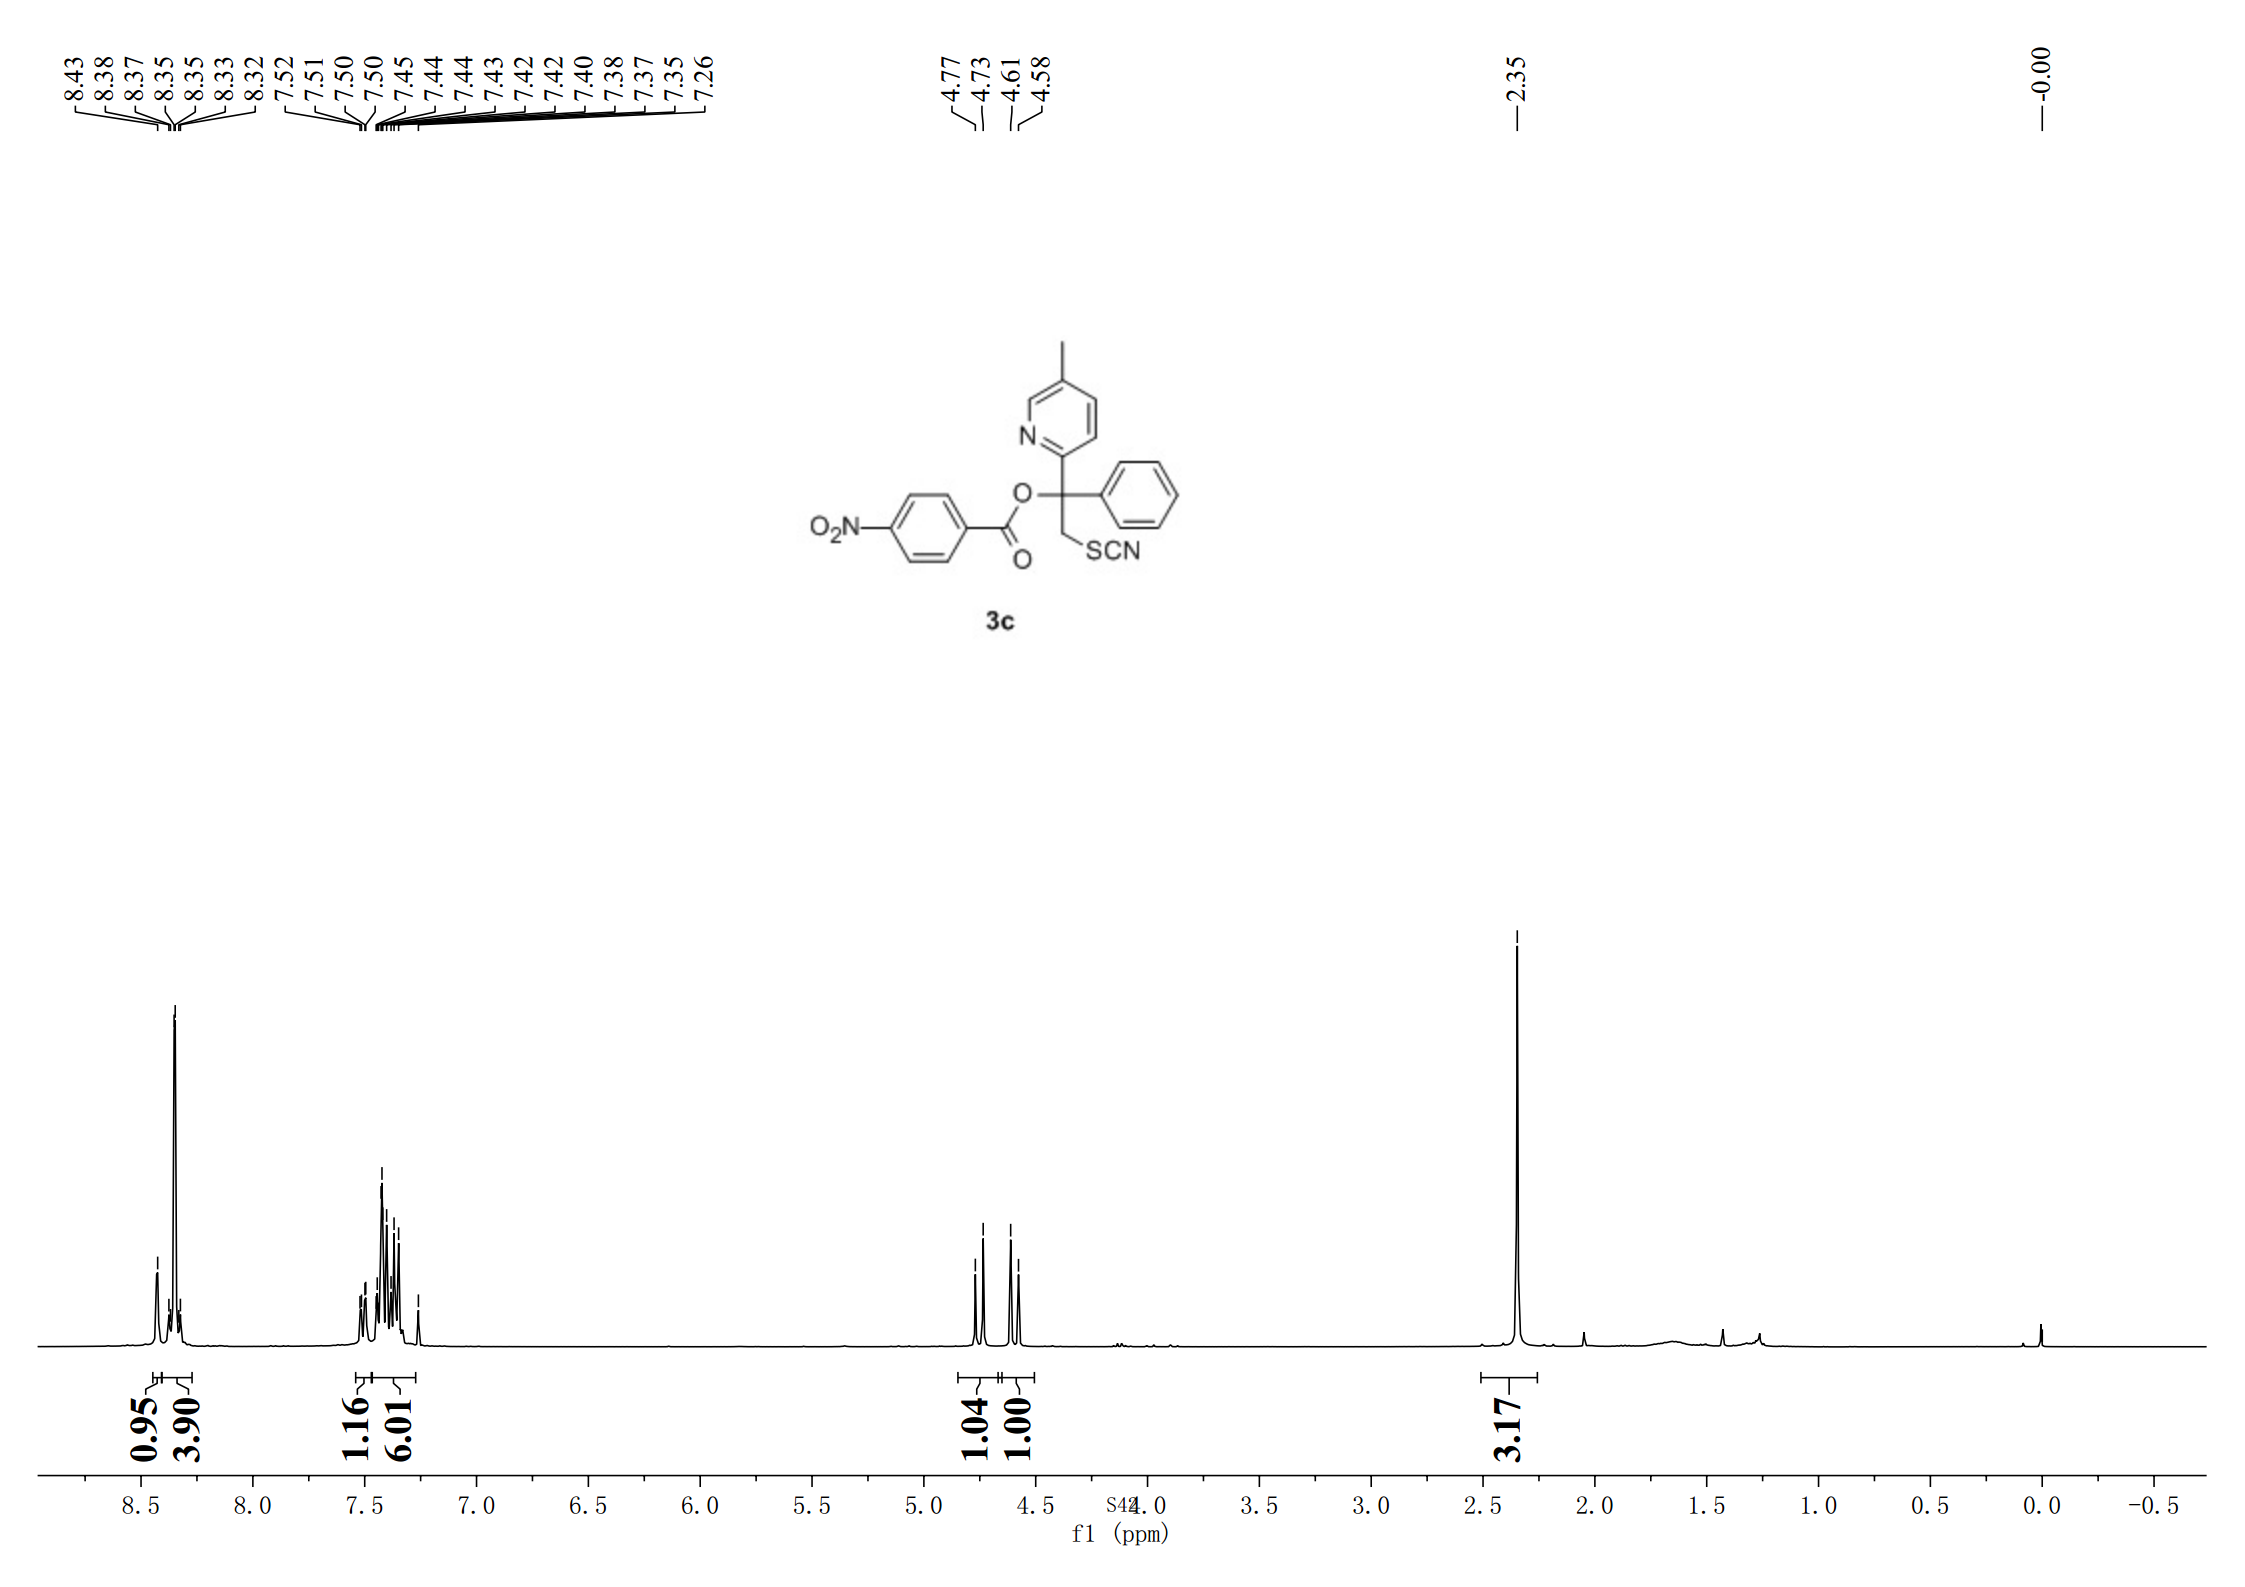 8.43 8.38 8.37 8.35 8.35 8.33 8.32 7.52 7.51 7.50 7.50 7.45 7.44 7.44 7.43 7.42 7.42 7.40 7.38 7.37 7.35 7.26
4.77 4.73 4.61 4.58
2.35
-0.00
N
O
O₂N
O
SCN
3c
0.95 3.90 1.16 6.01 1.04 1.00 3.17
8.5 8.0 7.5 7.0 6.5 6.0 5.5 5.0 4.5 4.0 3.5 3.0 2.5 2.0 1.5 1.0 0.5 0.0 -0.5
f1 (ppm)